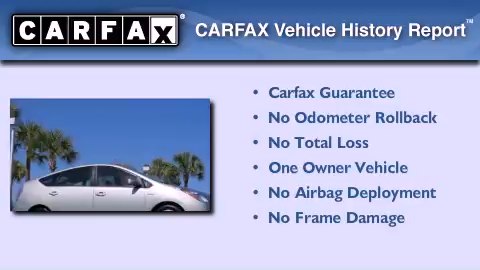 CARFAX® CARFAX Vehicle History Report™
• Carfax Guarantee
• No Odometer Rollback
• No Total Loss
• One Owner Vehicle
• No Airbag Deployment
• No Frame Damage